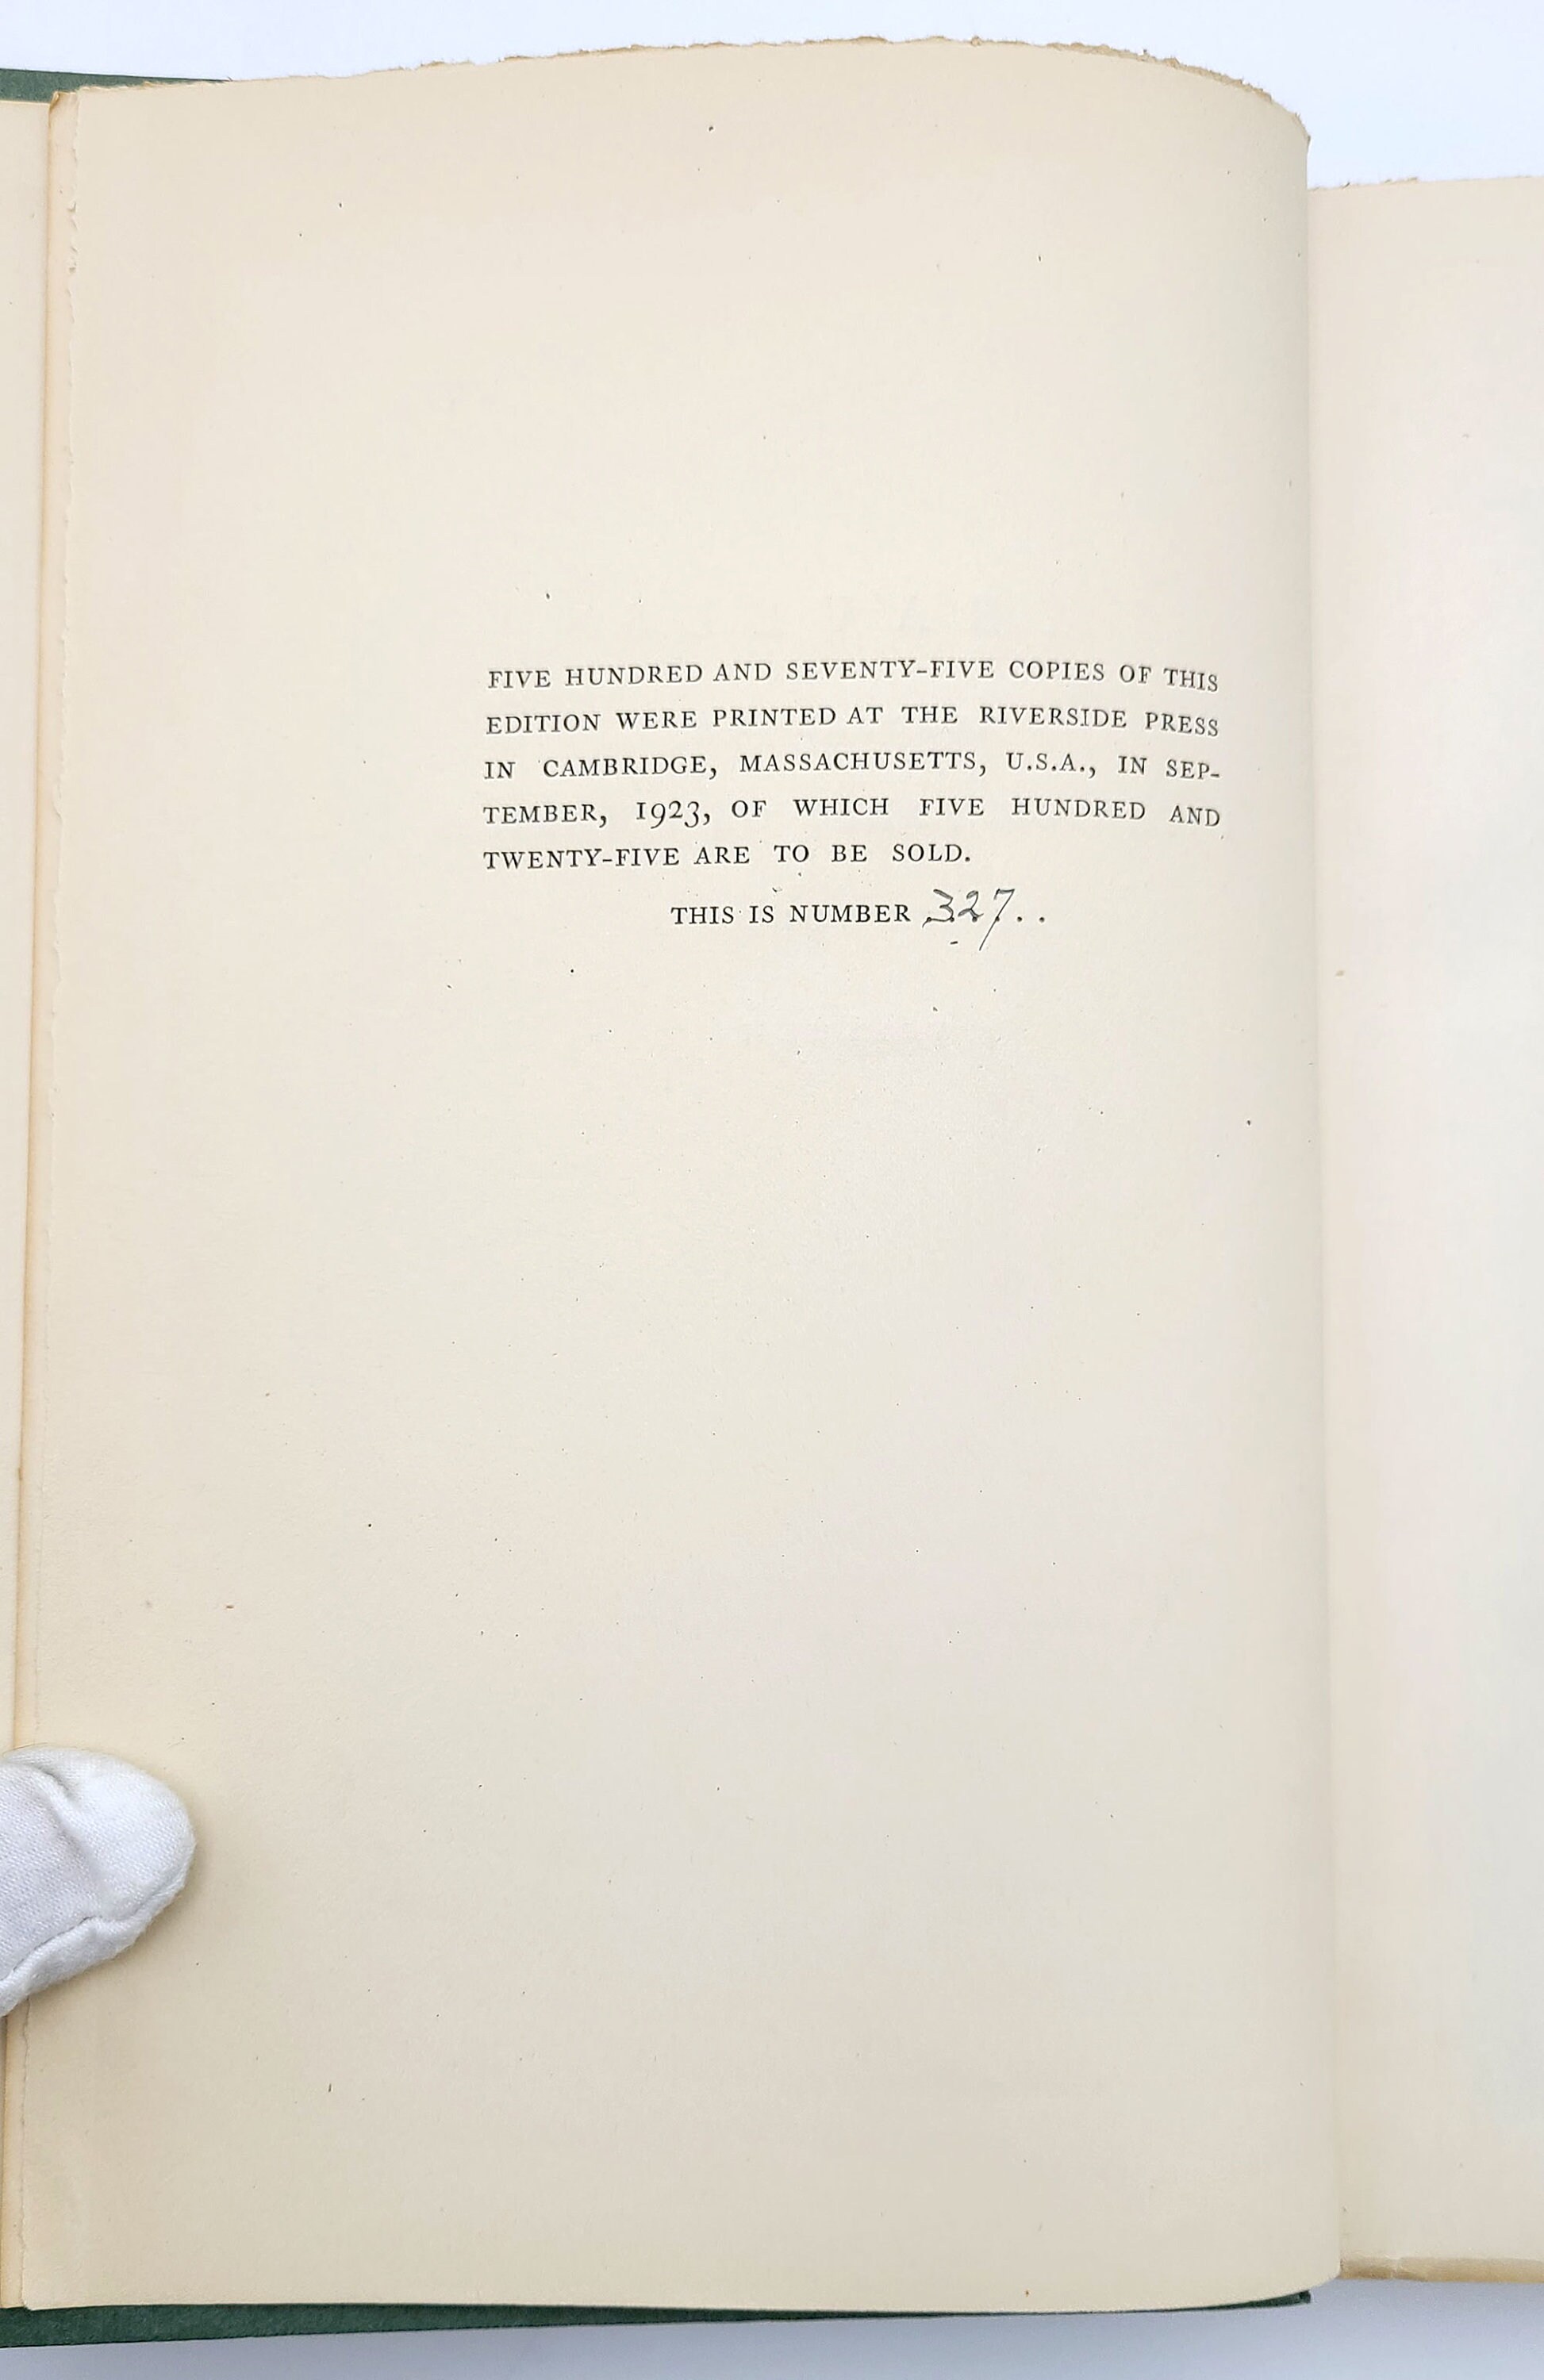 FIVE HUNDRED AND SEVENTY-FIVE COPIES OF THIS
EDITION WERE PRINTED AT THE RIVERSIDE PRESS
IN CAMBRIDGE, MASSACHUSETTS, U.S.A., IN SEP-
TEMBER, 1923, OF WHICH FIVE HUNDRED AND
TWENTY-FIVE ARE TO BE SOLD.
THIS IS NUMBER 327. .